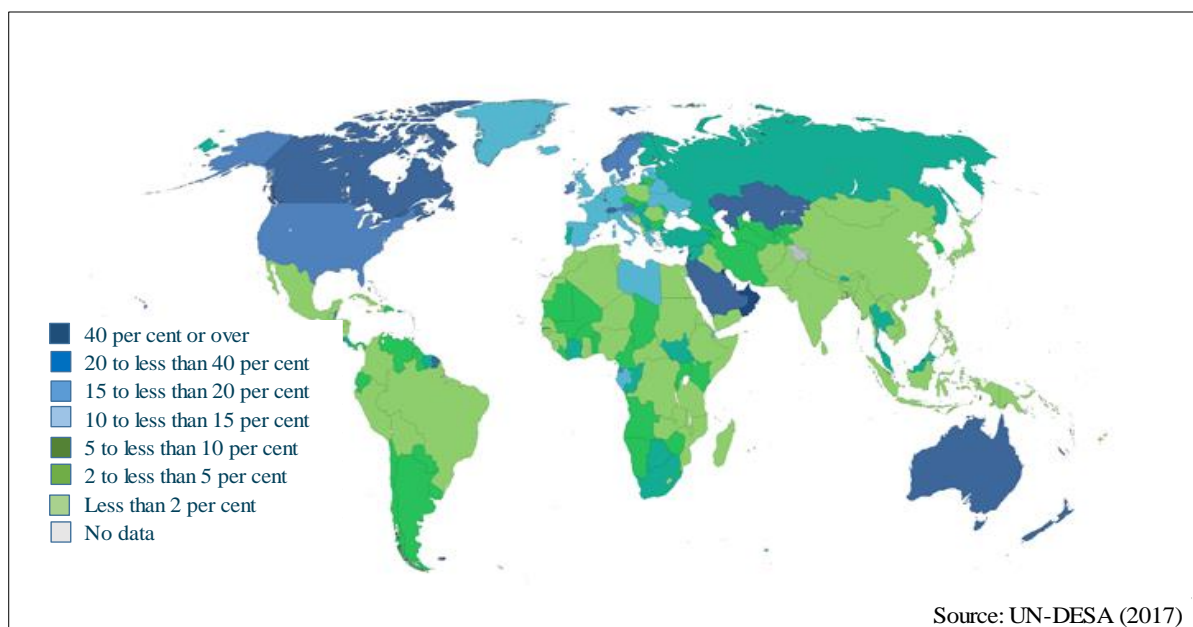 40 per cent or over
20 to less than 40 per cent
15 to less than 20 per cent
10 to less than 15 per cent
5 to less than 10 per cent
2 to less than 5 per cent
Less than 2 per cent
No data
Source: UN-DESA (2017)